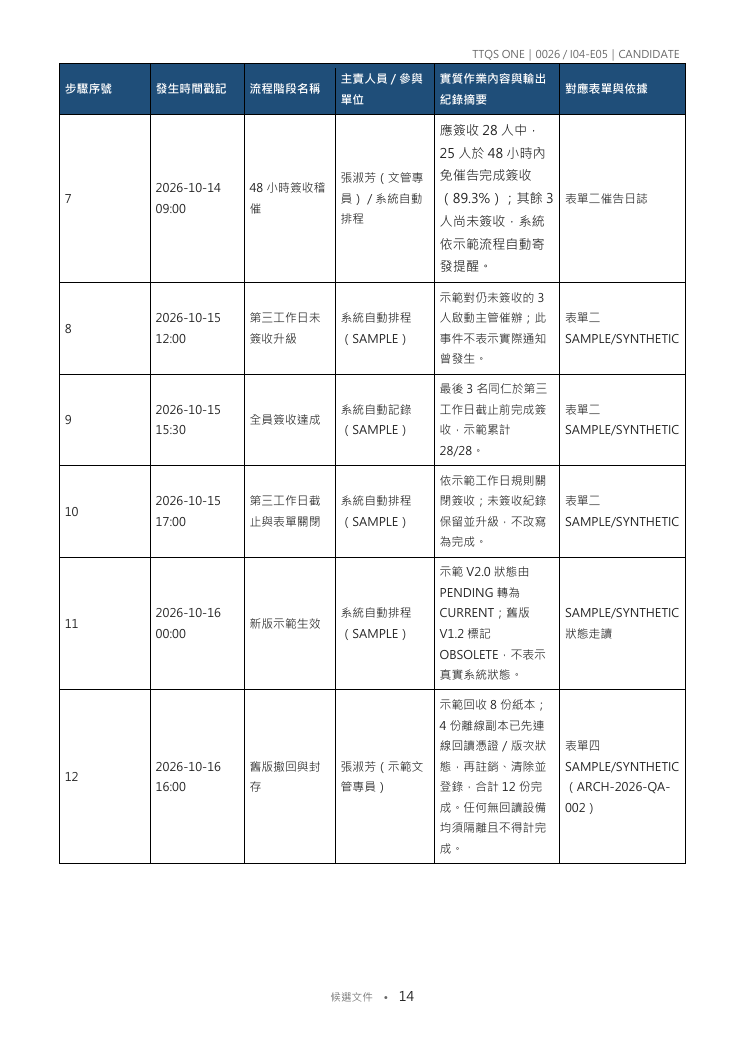 TTQS ONE | 0026 / I04-E05 | CANDIDATE
步驟序號
發生時間戳記
流程階段名稱
主責人員 / 參與
單位
實質作業內容與輸出
紀錄摘要
對應表單與依據
7
2026-10-14
09:00
48 小時簽收稽
催
張淑芳（文管專
員）/ 系統自動
排程
應簽收 28 人中，
25 人於 48 小時內
免催告完成簽收
（89.3%）；其餘 3
人尚未簽收，系統
依示範流程自動寄
發提醒。
表單二催告日誌
8
2026-10-15
12:00
第三工作日未
簽收升級
系統自動排程
（SAMPLE）
示範對仍未簽收的 3
人啟動主管催辦；此
事件不表示實際通知
曾發生。
表單二
SAMPLE/SYNTHETIC
9
2026-10-15
15:30
全員簽收達成
系統自動記錄
（SAMPLE）
最後 3 名同仁於第三
工作日截止前完成簽
收，示範累計
28/28。
表單二
SAMPLE/SYNTHETIC
10
2026-10-15
17:00
第三工作日截
止與表單關閉
系統自動排程
（SAMPLE）
依示範工作日規則關
閉簽收；未簽收紀錄
保留並升級，不改寫
為完成。
表單二
SAMPLE/SYNTHETIC
11
2026-10-16
00:00
新版示範生效
系統自動排程
（SAMPLE）
示範 V2.0 狀態由
PENDING 轉為
CURRENT；舊版
V1.2 標記
OBSOLETE，不表示
真實系統狀態。
SAMPLE/SYNTHETIC
狀態走讀
12
2026-10-16
16:00
舊版撤回與封
存
張淑芳（示範文
管專員）
示範回收 8 份紙本；
4 份離線副本已先連
線回讀憑證 / 版次狀
態，再註銷、清除並
登錄，合計 12 份完
成。任何無回讀設備
均須隔離且不得計完
成。
表單四
SAMPLE/SYNTHETIC
（ARCH-2026-QA-
002）
候選文件 • 14